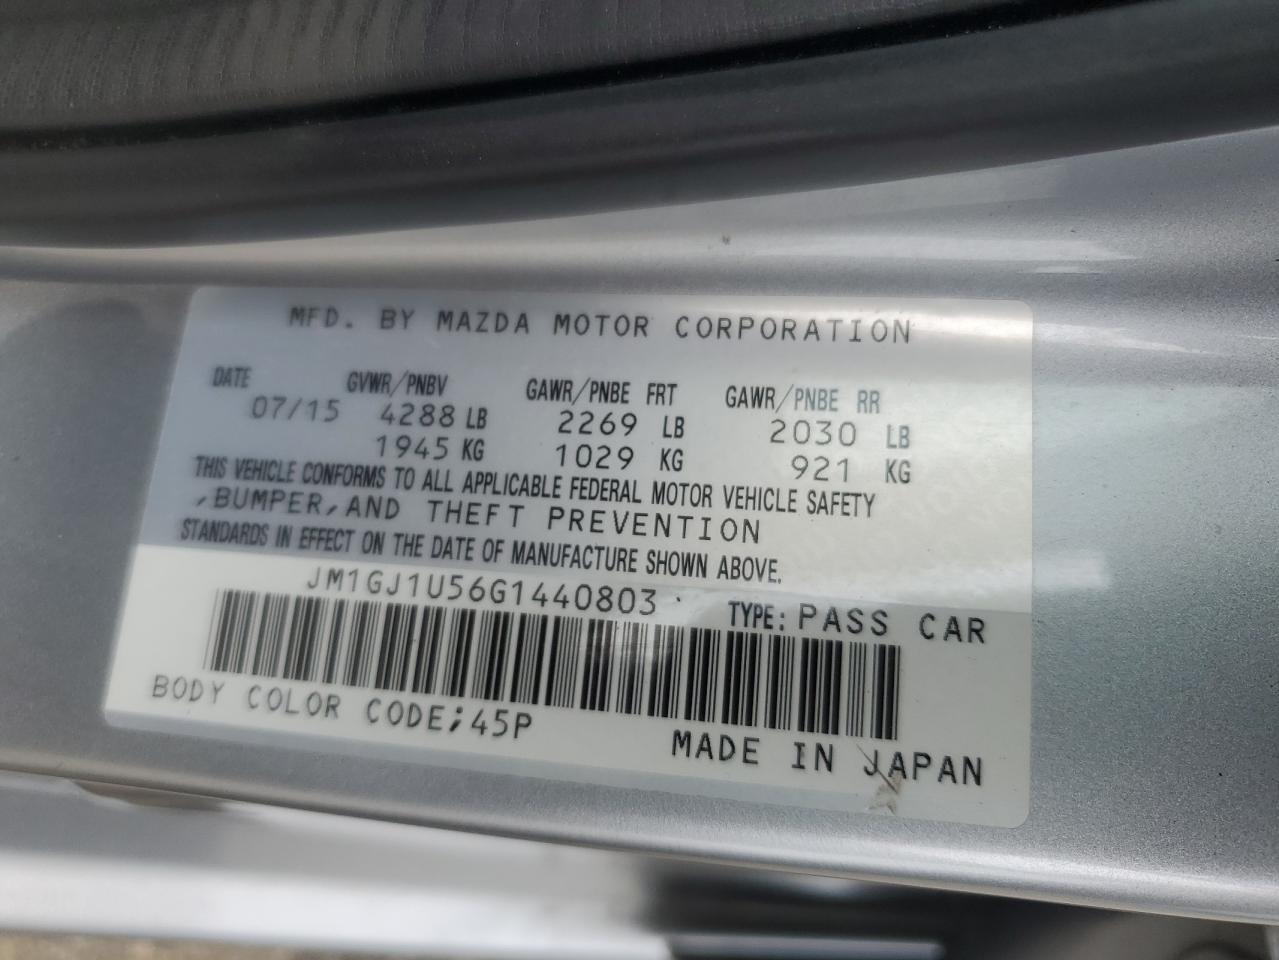 MFD. BY MAZDA MOTOR CORPORATION
DATE GVWR/PNBV GAWR/PNBE FRT GAWR/PNBE RR
07/15 4288 LB 2269 LB 2030 LB
1945 KG 1029 KG 921 KG
THIS VEHICLE CONFORMS TO ALL APPLICABLE FEDERAL MOTOR VEHICLE SAFETY
,BUMPER,AND THEFT PREVENTION
STANDARDS IN EFFECT ON THE DATE OF MANUFACTURE SHOWN ABOVE.
JM1GJ1U56G1440803 TYPE: PASS CAR
BODY COLOR CODE;45P
MADE IN JAPAN